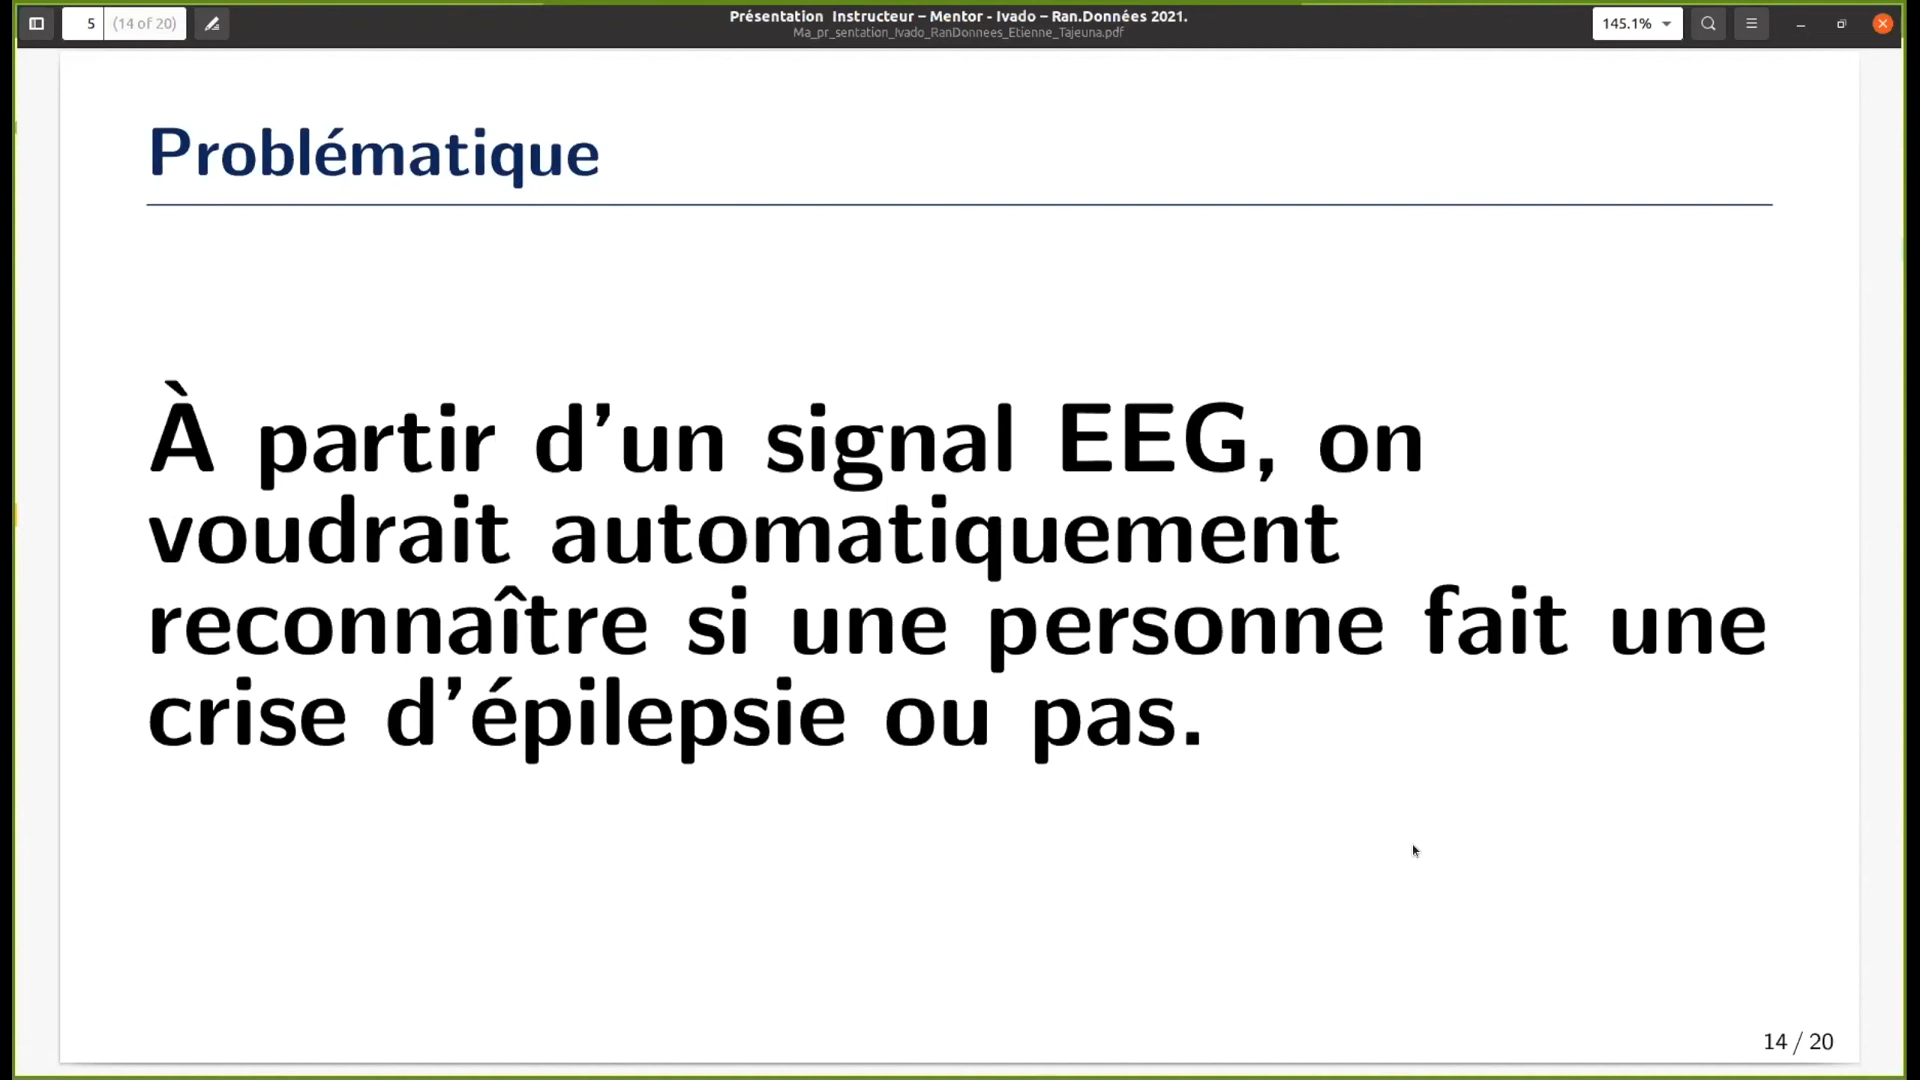 5 (14 of 20)
Présentation Instructeur – Mentor - Ivado – Ran.Données 2021.
Ma_pr_sentation_Ivado_RanDonnees_Etienne_Tajeuna.pdf
145.1%
Problématique
À partir d'un signal EEG, on
voudrait automatiquement
reconnaître si une personne fait une
crise d'épilepsie ou pas.
14 / 20